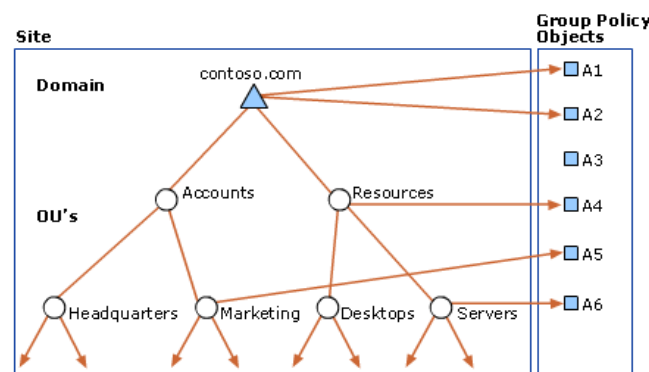 Group Policy
Objects
Site
Domain
contoso.com
A1
A2
A3
Accounts
Resources
A4
OU's
A5
Headquarters
Marketing
Desktops
Servers
A6